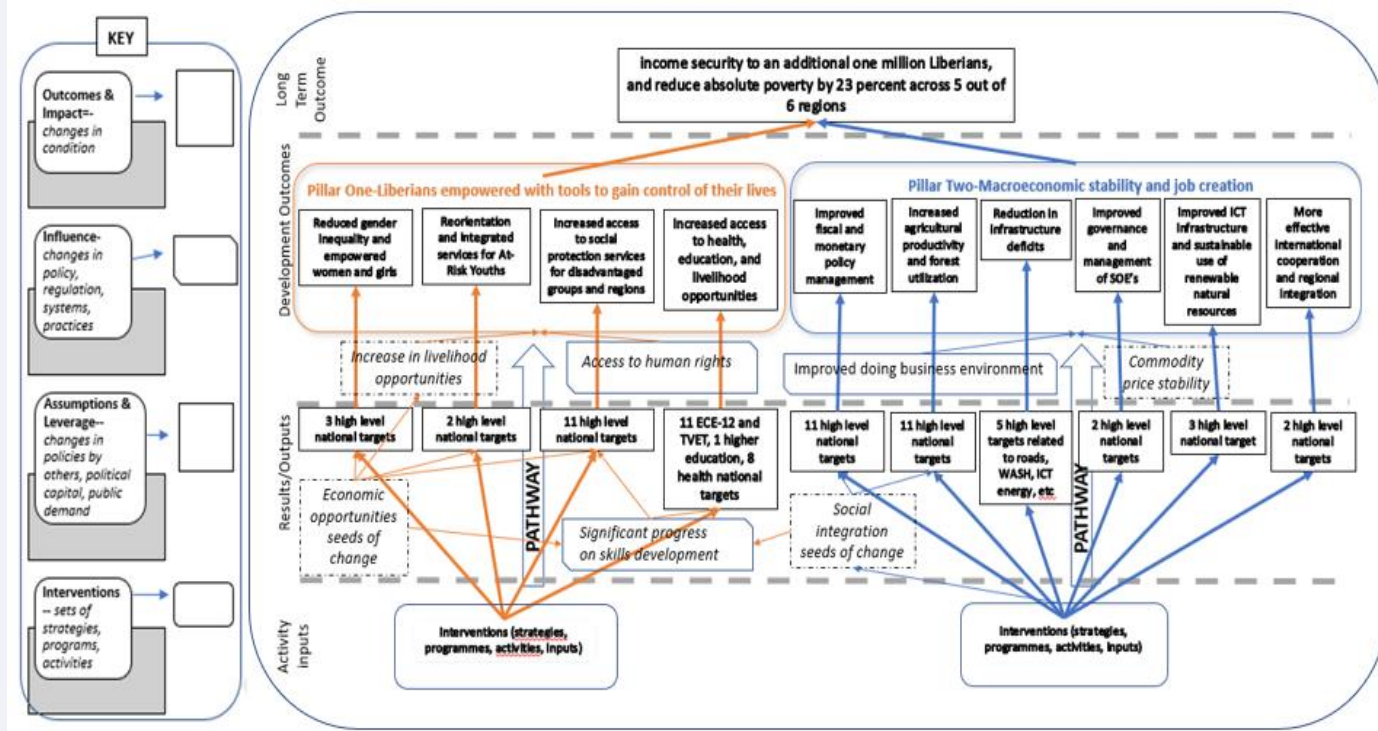 KEY
Outcomes &
Impact=-
changes in
condition
Influence-
changes in
policy,
regulation,
systems,
practices
Assumptions &
Leverage--
changes in
policies by
others, political
capital, public
demand
Interventions
-- sets of
strategies,
programs,
activities
Long
Term
Outcome
income security to an additional one million Liberians,
and reduce absolute poverty by 23 percent across 5 out of
6 regions
Development Outcomes
Pillar One-Liberians empowered with tools to gain control of their lives
Reduced gender
inequality and
empowered
women and girls
Reorientation
and integrated
services for At-
Risk Youths
Increased access
to social
protection services
for disadvantaged
groups and regions
Increased access
to health,
education, and
livelihood
opportunities
Pillar Two-Macroeconomic stability and job creation
Improved
fiscal and
monetary
policy
management
Increased
agricultural
productivity
and forest
utilization
Reduction in
infrastructure
deficits
Improved
governance
and
management
of SOE's
Improved ICT
Infrastructure
and sustainable
use of
renewable
natural
resources
More
effective
international
cooperation
and regional
integration
Increase in livelihood
opportunities
Access to human rights
Improved doing business environment
Commodity
price stability
Results/Outputs
3 high level
national targets
2 high level
national targets
11 high level
national targets
11 ECE-12 and
TVET, 1 higher
education, 8
health national
targets
11 high level
national
targets
11 high level
national
targets
5 high level
targets related
to roads,
WASH, ICT
energy, etc
2 high level
national
targets
3 high level
national target
2 high level
national
targets
Economic
opportunities
seeds of
change
PATHWAY
Significant progress
on skills development
Social
integration
seeds of change
PATHWAY
Activity
inputs
Interventions (strategies,
programmes, activities, inputs)
Interventions (strategies,
programmes, activities, inputs)